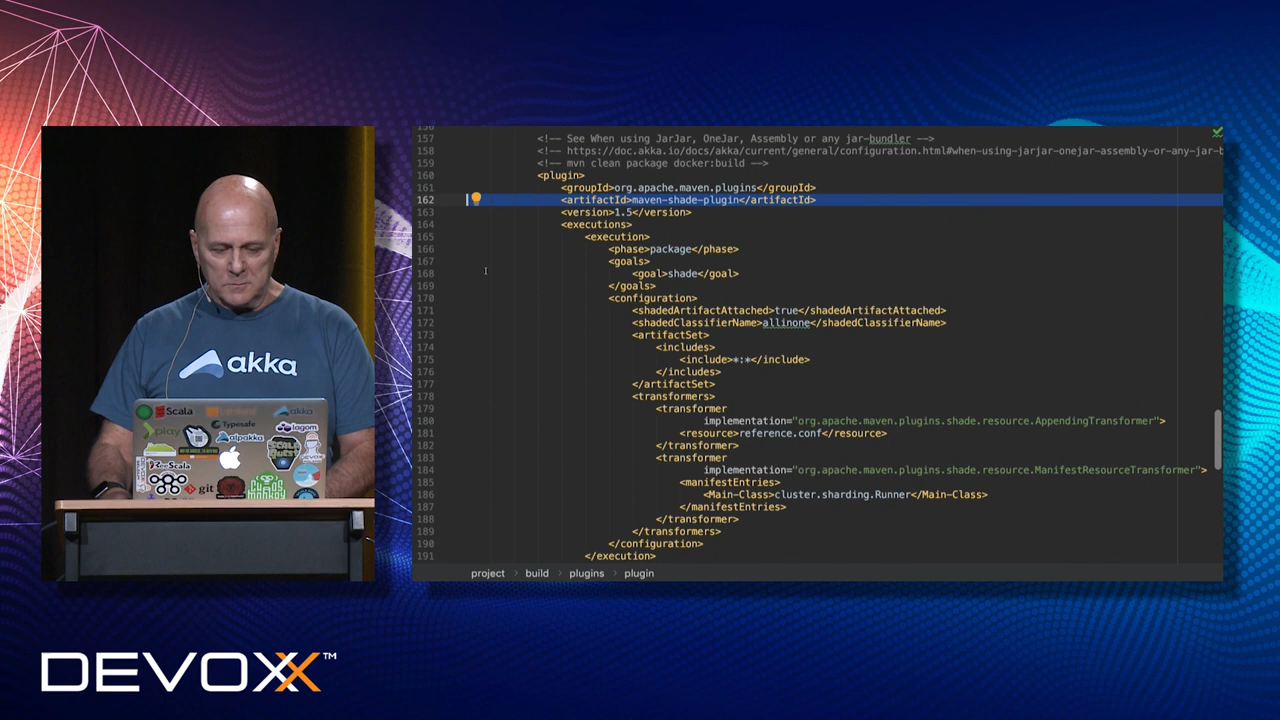 akka
Scala
akka
Typesafe
play
lagom
alpakka
SCALA
QUEST
DEVOXX
ReeScala
git
CHAOS
MONKEY
157 <!-- See When using JarJar, OneJar, Assembly or any jar-bundler -->
158 <!-- https://doc.akka.io/docs/akka/current/general/configuration.html#when-using-jarjar-onejar-assembly-or-any-jar-b
159 <!-- mvn clean package docker:build -->
160 <plugin>
161 <groupId>org.apache.maven.plugins</groupId>
162 <artifactId>maven-shade-plugin</artifactId>
163 <version>1.5</version>
164 <executions>
165 <execution>
166 <phase>package</phase>
167 <goals>
168 <goal>shade</goal>
169 </goals>
170 <configuration>
171 <shadedArtifactAttached>true</shadedArtifactAttached>
172 <shadedClassifierName>allinone</shadedClassifierName>
173 <artifactSet>
174 <includes>
175 <include>*:*</include>
176 </includes>
177 </artifactSet>
178 <transformers>
179 <transformer
180 implementation="org.apache.maven.plugins.shade.resource.AppendingTransformer">
181 <resource>reference.conf</resource>
182 </transformer>
183 <transformer
184 implementation="org.apache.maven.plugins.shade.resource.ManifestResourceTransformer">
185 <manifestEntries>
186 <Main-Class>cluster.sharding.Runner</Main-Class>
187 </manifestEntries>
188 </transformer>
189 </transformers>
190 </configuration>
191 </execution>
project > build > plugins > plugin
DEVOXX™